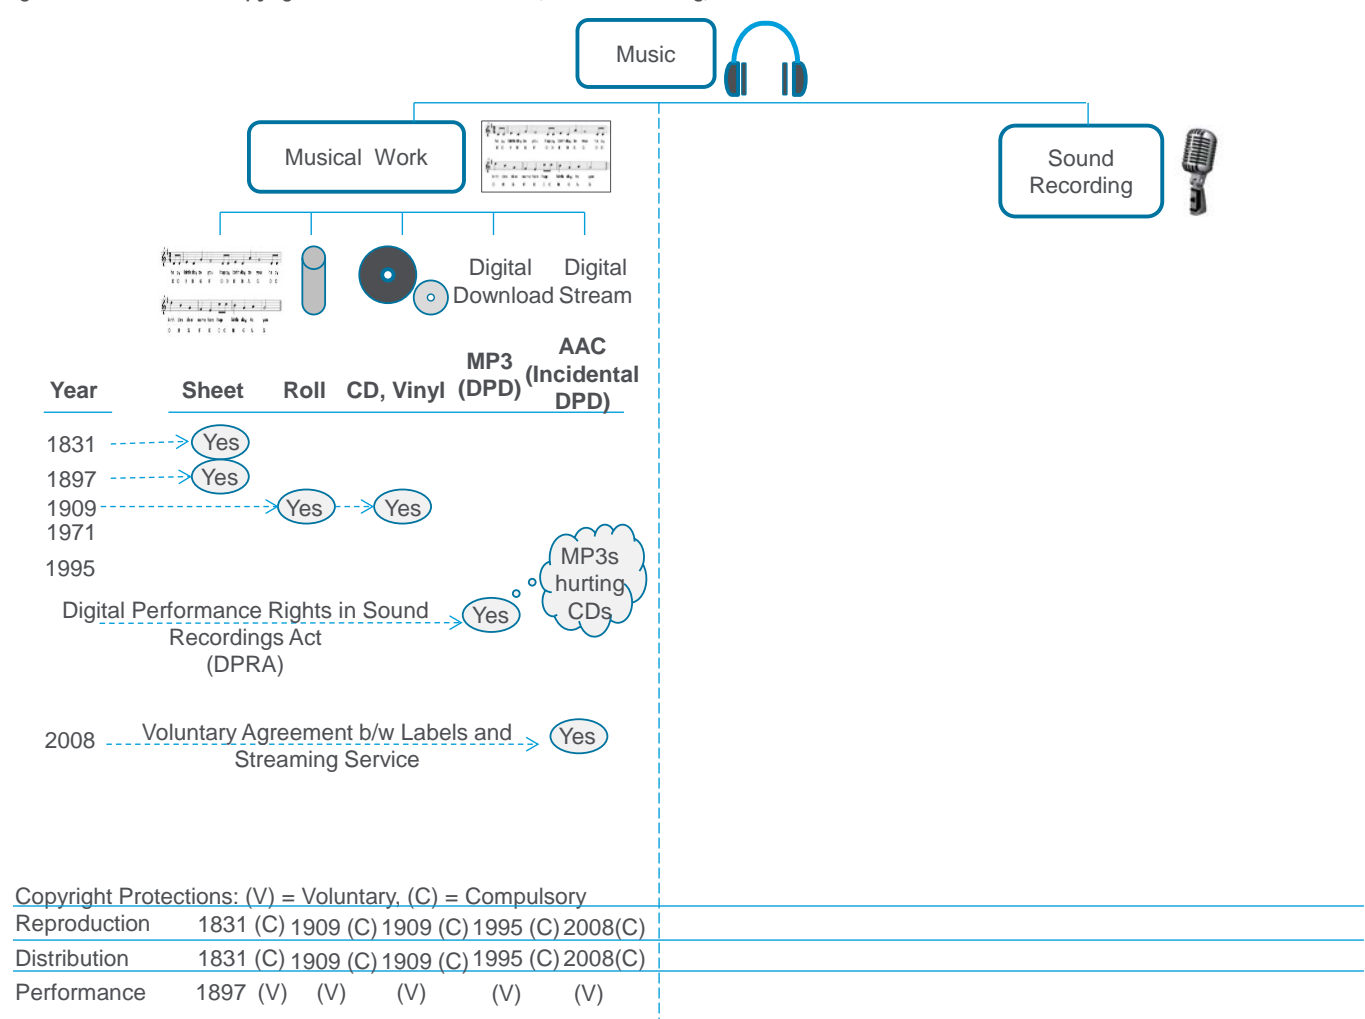 Music
Musical Work
Sound
Recording
Digital
Download
Digital
Stream
Year
Sheet
Roll
CD, Vinyl
MP3
(DPD)
AAC
(Incidental
DPD)
1831
Yes
1897
Yes
1909
Yes
Yes
1971
1995
MP3s
hurting
CDs
Digital Performance Rights in Sound
Recordings Act
(DPRA)
Yes
2008
Voluntary Agreement b/w Labels and
Streaming Service
Yes
Copyright Protections: (V) = Voluntary, (C) = Compulsory
Reproduction 1831 (C) 1909 (C) 1909 (C) 1995 (C) 2008(C)
Distribution 1831 (C) 1909 (C) 1909 (C) 1995 (C) 2008(C)
Performance 1897 (V) (V) (V) (V) (V)